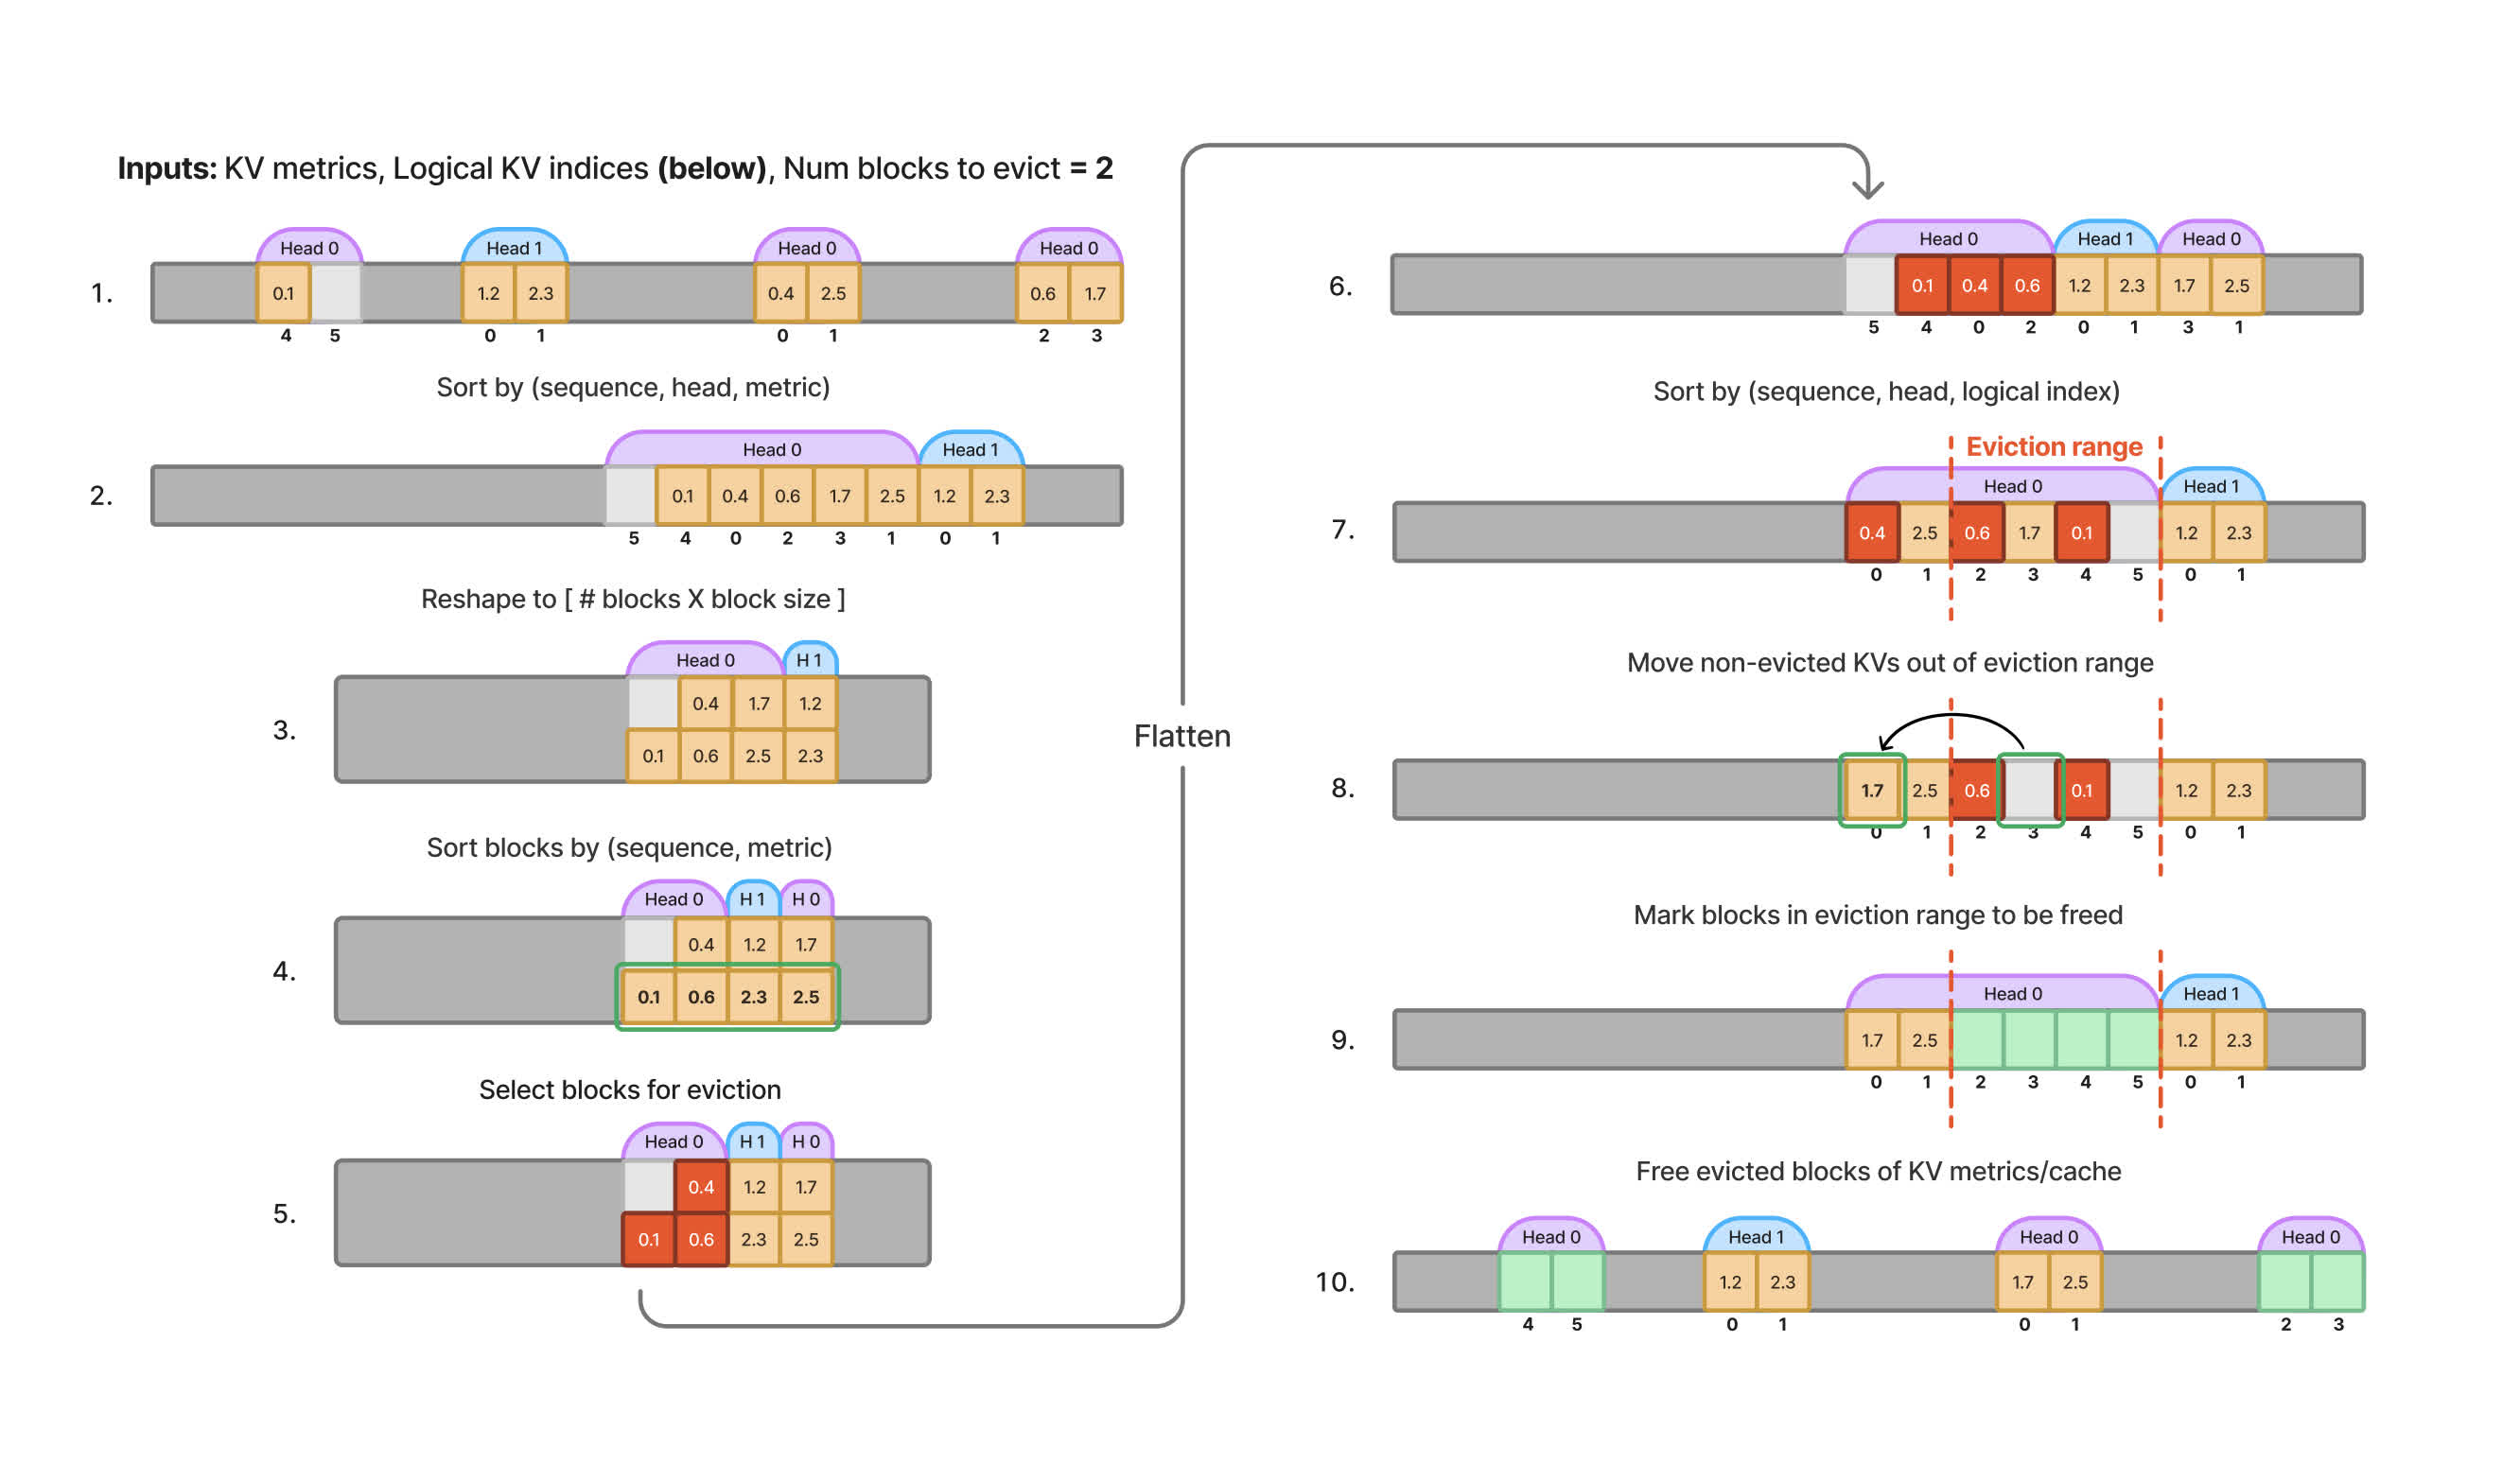 Inputs: KV metrics, Logical KV indices (below), Num blocks to evict = 2
Head 0 Head 1 Head 0 Head 0
1. 0.1 1.2 2.3 0.4 2.5 0.6 1.7
4 5 0 1 0 1 2 3
Sort by (sequence, head, metric)
Head 0 Head 1
2. 0.1 0.4 0.6 1.7 2.5 1.2 2.3
5 4 0 2 3 1 0 1
Reshape to [ # blocks X block size ]
Head 0 H 1
0.4 1.7 1.2
3.
0.1 0.6 2.5 2.3
Sort blocks by (sequence, metric)
Head 0 H 1 H 0
0.4 1.2 1.7
4.
0.1 0.6 2.3 2.5
Select blocks for eviction
Head 0 H 1 H 0
0.4 1.2 1.7
5.
0.1 0.6 2.3 2.5
Flatten
Head 0 Head 1 Head 0
6. 0.1 0.4 0.6 1.2 2.3 1.7 2.5
5 4 0 2 0 1 3 1
Sort by (sequence, head, logical index)
Eviction range
Head 0 Head 1
7. 0.4 2.5 0.6 1.7 0.1 1.2 2.3
0 1 2 3 4 5 0 1
Move non-evicted KVs out of eviction range
8. 1.7 2.5 0.6 0.1 1.2 2.3
0 1 2 3 4 5 0 1
Mark blocks in eviction range to be freed
Head 0 Head 1
9. 1.7 2.5 1.2 2.3
0 1 2 3 4 5 0 1
Free evicted blocks of KV metrics/cache
Head 0 Head 1 Head 0 Head 0
10. 1.2 2.3 1.7 2.5
4 5 0 1 0 1 2 3